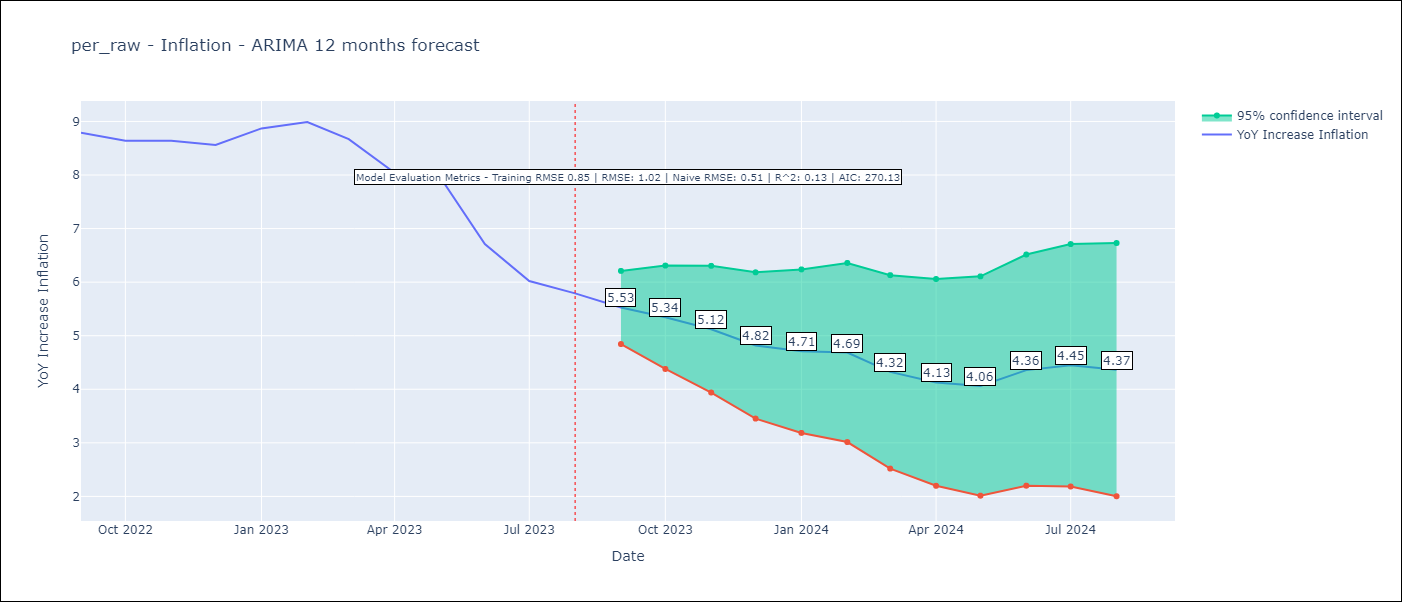 per_raw - Inflation - ARIMA 12 months forecast
95% confidence interval
YoY Increase Inflation
Model Evaluation Metrics - Training RMSE 0.85 | RMSE: 1.02 | Naive RMSE: 0.51 | R^2: 0.13 | AIC: 270.13
YoY Increase Inflation
9
8
7
6
5
4
3
2
5.53
5.34
5.12
4.82
4.71
4.69
4.32
4.13
4.06
4.36
4.45
4.37
Oct 2022
Jan 2023
Apr 2023
Jul 2023
Oct 2023
Jan 2024
Apr 2024
Jul 2024
Date